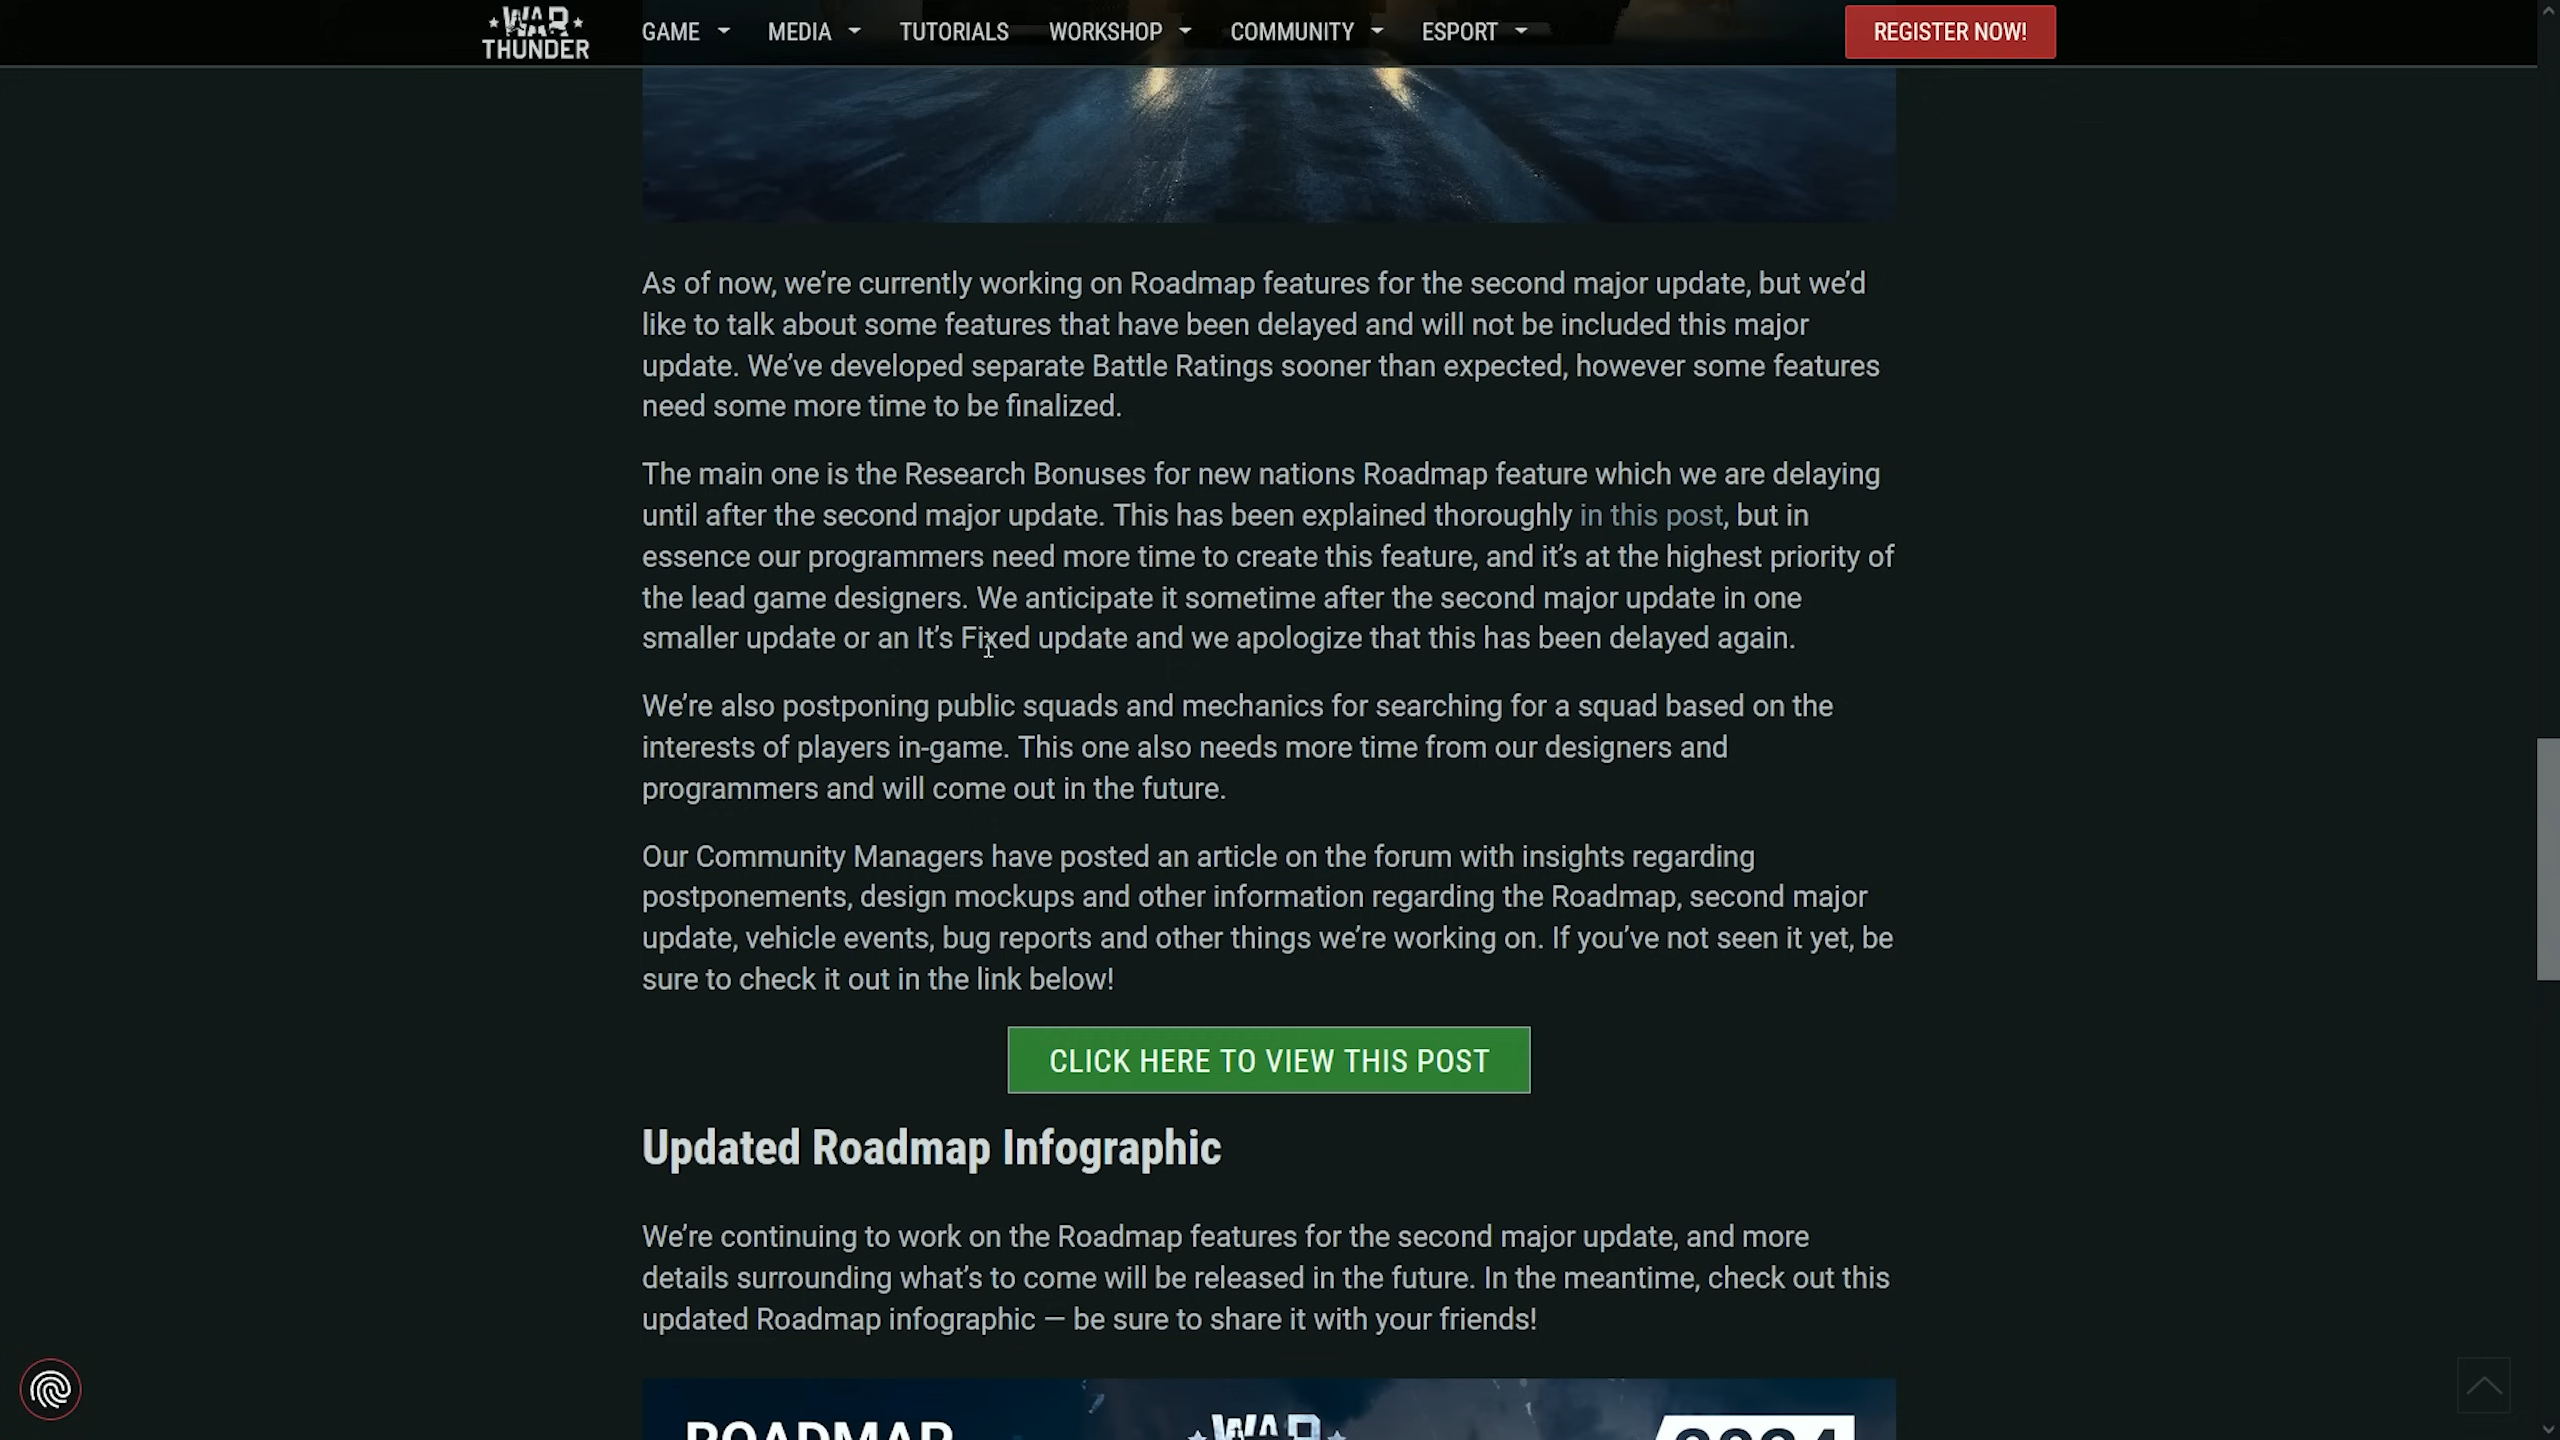 WAR THUNDER
GAME MEDIA TUTORIALS WORKSHOP COMMUNITY ESPORT
REGISTER NOW!
As of now, we’re currently working on Roadmap features for the second major update, but we’d
like to talk about some features that have been delayed and will not be included this major
update. We’ve developed separate Battle Ratings sooner than expected, however some features
need some more time to be finalized.
The main one is the Research Bonuses for new nations Roadmap feature which we are delaying
until after the second major update. This has been explained thoroughly in this post, but in
essence our programmers need more time to create this feature, and it’s at the highest priority of
the lead game designers. We anticipate it sometime after the second major update in one
smaller update or an It’s Fixed update and we apologize that this has been delayed again.
We’re also postponing public squads and mechanics for searching for a squad based on the
interests of players in-game. This one also needs more time from our designers and
programmers and will come out in the future.
Our Community Managers have posted an article on the forum with insights regarding
postponements, design mockups and other information regarding the Roadmap, second major
update, vehicle events, bug reports and other things we’re working on. If you’ve not seen it yet, be
sure to check it out in the link below!
CLICK HERE TO VIEW THIS POST
Updated Roadmap Infographic
We’re continuing to work on the Roadmap features for the second major update, and more
details surrounding what’s to come will be released in the future. In the meantime, check out this
updated Roadmap infographic — be sure to share it with your friends!
ROADMAP WAR 2024